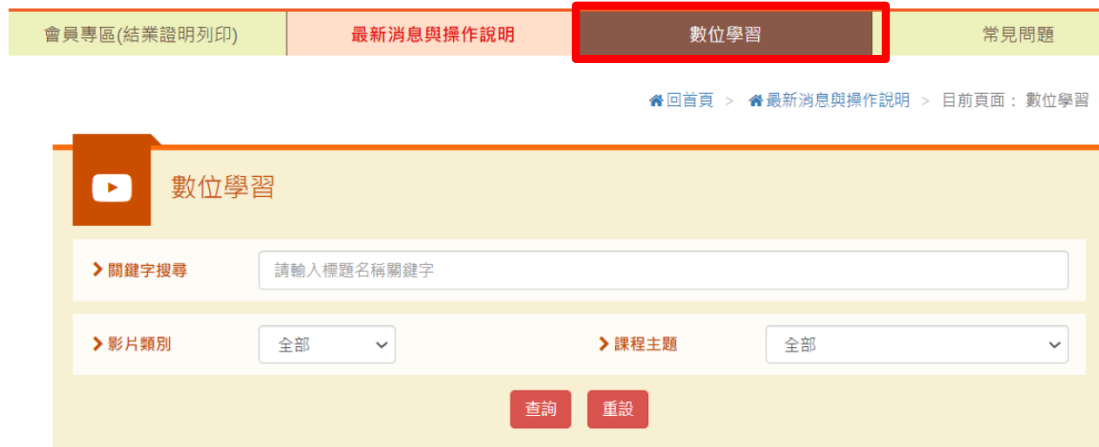 會員專區(結業證明列印) 最新消息與操作說明 數位學習 常見問題
回首頁 > 最新消息與操作說明 > 目前頁面： 數位學習
數位學習
關鍵字搜尋 請輸入標題名稱關鍵字
影片類別 全部 課程主題 全部
查詢 重設